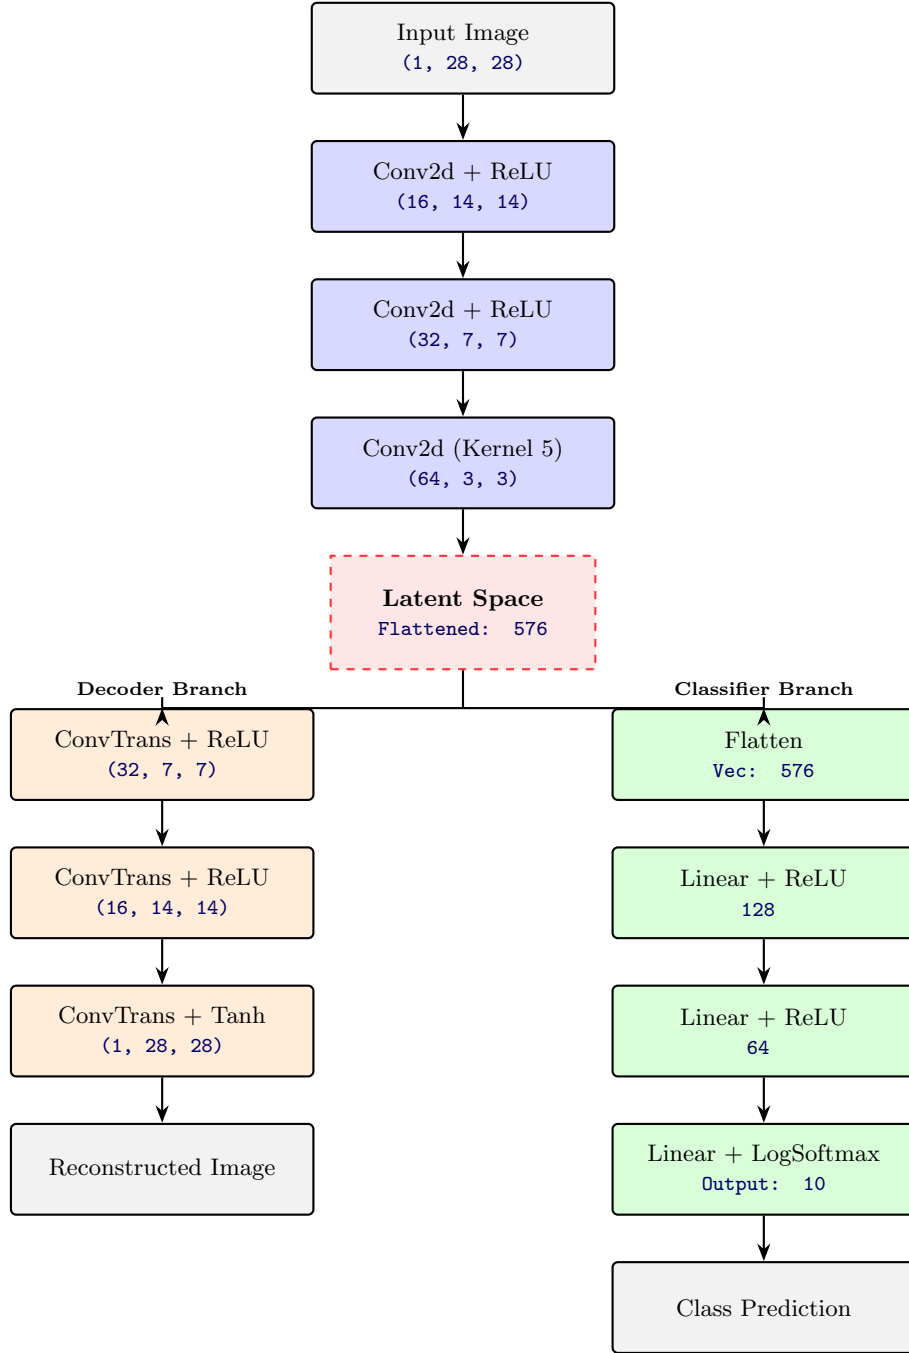 Input Image
(1, 28, 28)
Conv2d + ReLU
(16, 14, 14)
Conv2d + ReLU
(32, 7, 7)
Conv2d (Kernel 5)
(64, 3, 3)
Latent Space
Flattened: 576
Decoder Branch
ConvTrans + ReLU
(32, 7, 7)
ConvTrans + ReLU
(16, 14, 14)
ConvTrans + Tanh
(1, 28, 28)
Reconstructed Image
Classifier Branch
Flatten
Vec: 576
Linear + ReLU
128
Linear + ReLU
64
Linear + LogSoftmax
Output: 10
Class Prediction